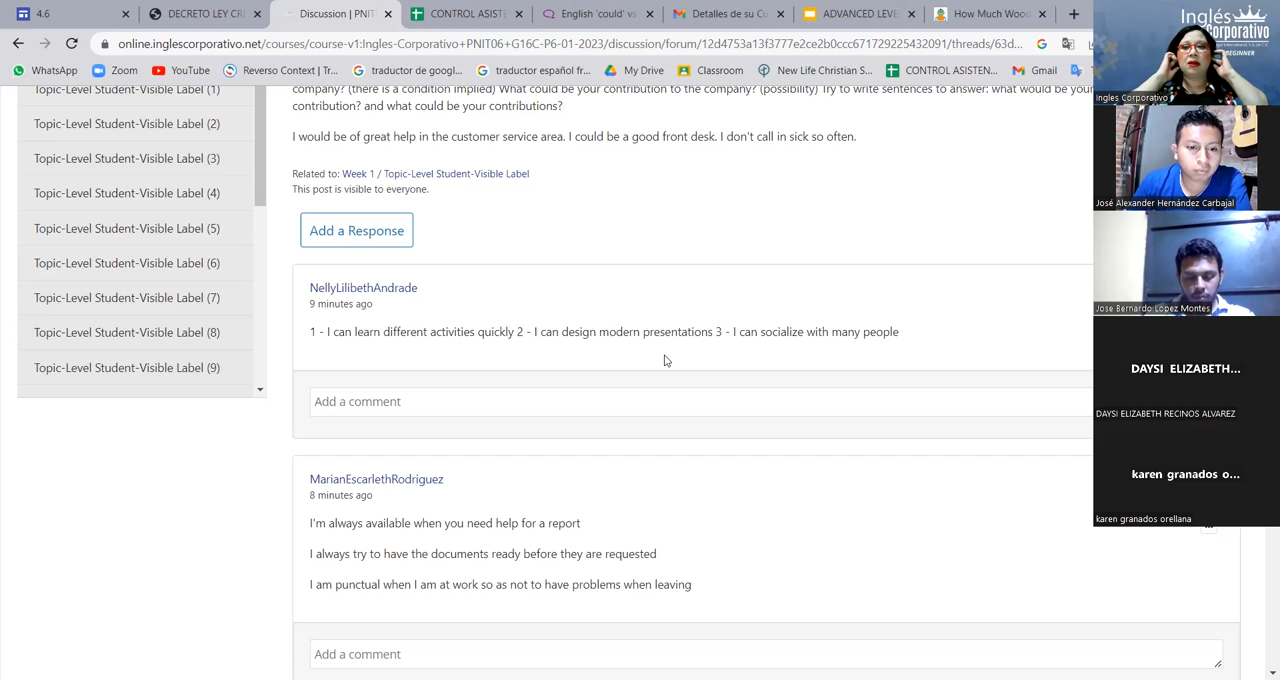 4.6
DECRETO LEY CRE
Discussion | PNIT
CONTROL ASISTE
English 'could' vs
Detalles de su Cu
ADVANCED LEVE
How Much Wood
online.inglescorporativo.net/courses/course-v1:Ingles-Corporativo+PNIT061G16C-P6-01-2023/discussion/forum/12d4753a13f3777e2ce2b0ccc671729225432091/threads/63d...
WhatsApp
Zoom
YouTube
Reverso Contexto Tr...
traductor de googl...
traductor español fr...
My Drive
Classroom
New Life Christian S...
CONTROL ASISTEN...
Gmail
Topic-Level Student-Visible Label (1)
Topic-Level Student-Visible Label (2)
Topic-Level Student-Visible Label (3)
Topic-Level Student-Visible Label (4)
Topic-Level Student-Visible Label (5)
Topic-Level Student-Visible Label (6)
Topic-Level Student-Visible Label (7)
Topic-Level Student-Visible Label (8)
Topic-Level Student-Visible Label (9)
company? (there is a condition implied) What could be your contribution to the company? (possibility) Try to write sentences to answer: what would be your
contribution? and what could be your contributions?
I would be of great help in the customer service area. I could be a good front desk. I don't call in sick so often.
Related to: Week 1 / Topic-Level Student-Visible Label
This post is visible to everyone.
Add a Response
NellyLilibethAndrade
9 minutes ago
1 - I can learn different activities quickly 2 - I can design modern presentations 3 - I can socialize with many people
Add a comment
MarianEscarlethRodriguez
8 minutes ago
I'm always available when you need help for a report
I always try to have the documents ready before they are requested
I am punctual when I am at work so as not to have problems when leaving
Add a comment
Inglés
Corporativo
BEGINNER
Ingles Corporativo
José Alexander Hernández Carbajal
Jose Bernardo López Montes
DAYSI ELIZABETH...
DAYSI ELIZABETH RECINOS ALVAREZ
karen granados o...
karen granados orellana